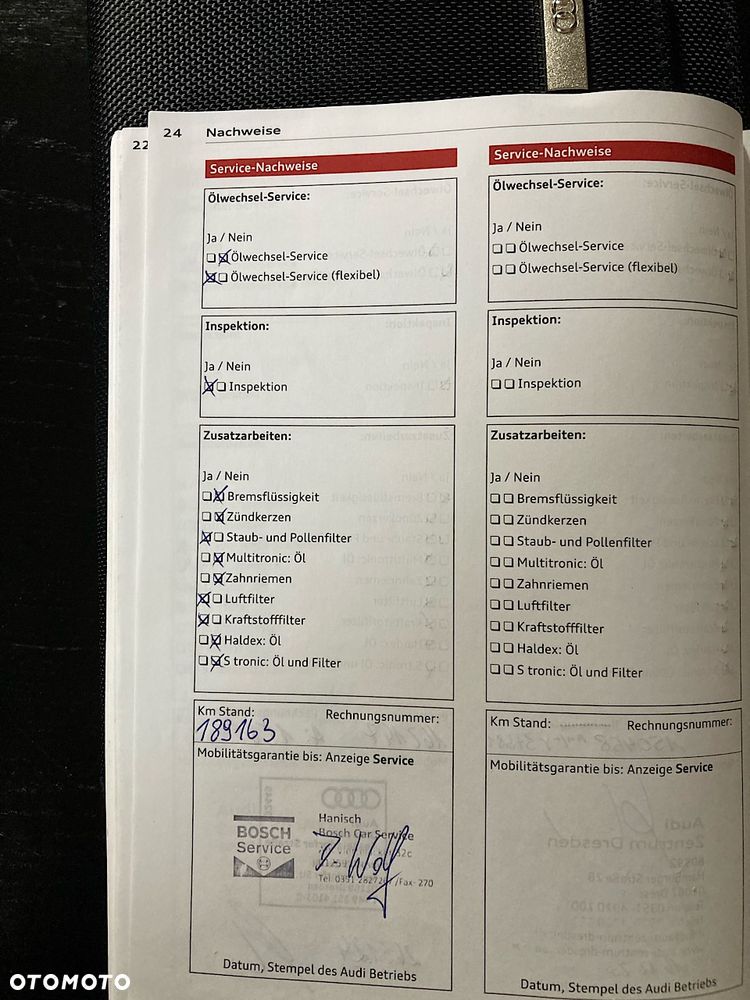 22
24 Nachweise
Service-Nachweise
Ölwechsel-Service:
Ja / Nein
Ölwechsel-Service
Ölwechsel-Service (flexibel)
Inspektion:
Ja / Nein
Inspektion
Zusatzarbeiten:
Ja / Nein
Bremsflüssigkeit
Zündkerzen
Staub- und Pollenfilter
Multitronic: Öl
Zahnriemen
Luftfilter
Kraftstofffilter
Haldex: Öl
S tronic: Öl und Filter
Km Stand: Rechnungsnummer:
189163
Mobilitätsgarantie bis: Anzeige Service
BOSCH
Service
Hanisch
Bosch Car Service
Tel. 0351 /Fax- 270
Datum, Stempel des Audi Betriebs
Service-Nachweise
Ölwechsel-Service:
Ja / Nein
Ölwechsel-Service
Ölwechsel-Service (flexibel)
Inspektion:
Ja / Nein
Inspektion
Zusatzarbeiten:
Ja / Nein
Bremsflüssigkeit
Zündkerzen
Staub- und Pollenfilter
Multitronic: Öl
Zahnriemen
Luftfilter
Kraftstofffilter
Haldex: Öl
S tronic: Öl und Filter
Km Stand: Rechnungsnummer:
Mobilitätsgarantie bis: Anzeige Service
Datum, Stempel des Audi Betriebs
OTOMOTO